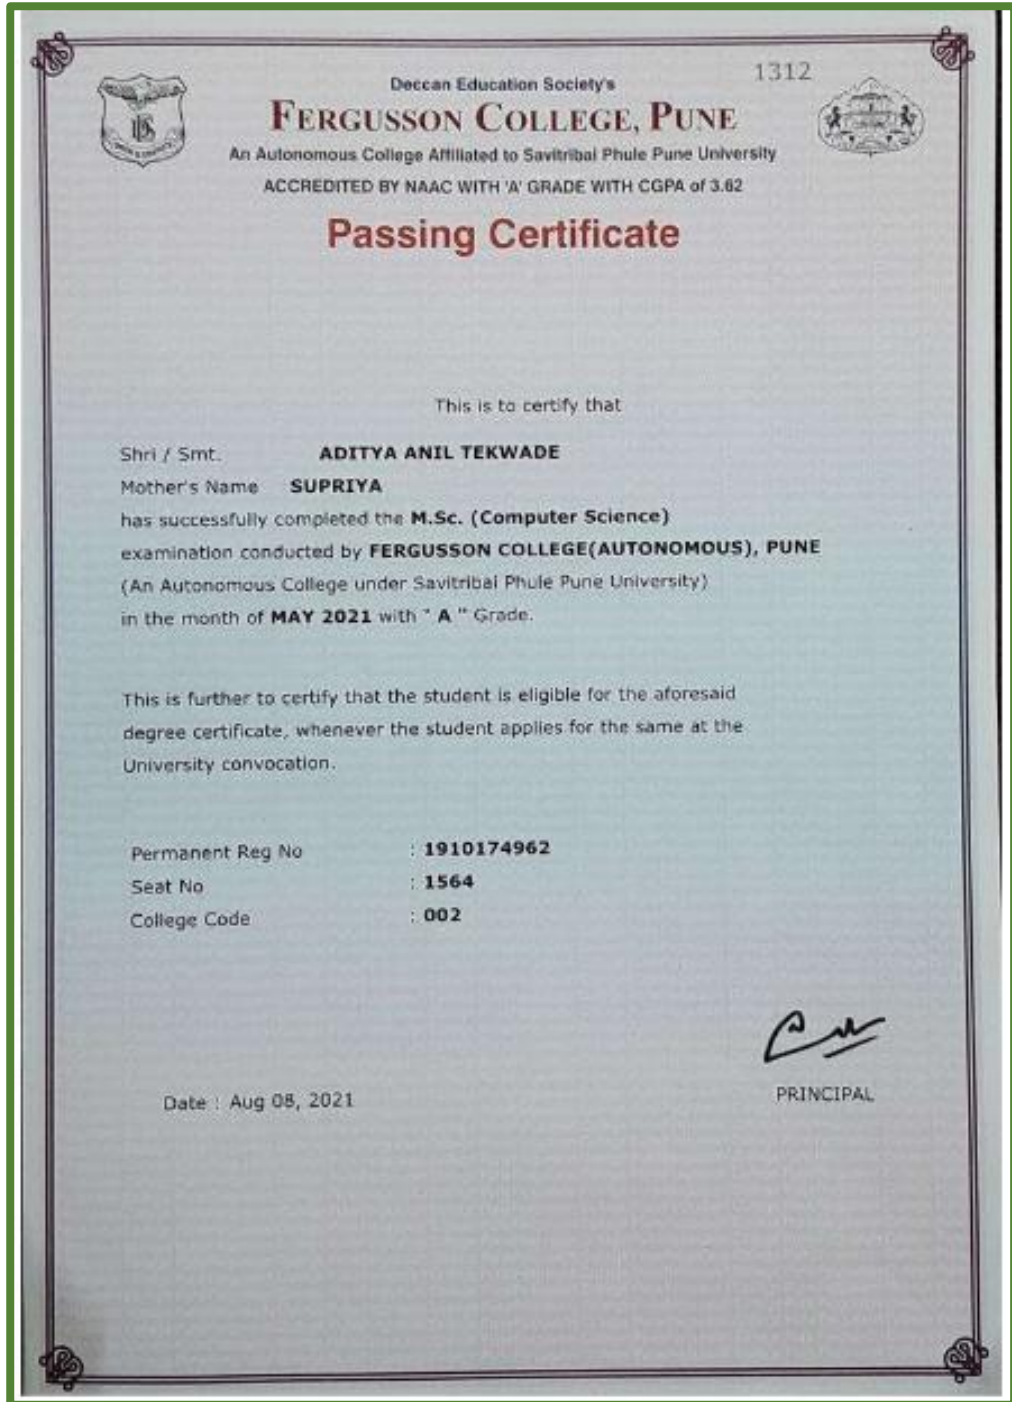 1312
Deccan Education Society's
FERGUSSON COLLEGE, PUNE
An Autonomous College Affiliated to Savitribai Phule Pune University
ACCREDITED BY NAAC WITH 'A' GRADE WITH CGPA of 3.62
Passing Certificate
This is to certify that
Shri / Smt. ADITYA ANIL TEKWADE
Mother's Name SUPRIYA
has successfully completed the M.Sc. (Computer Science)
examination conducted by FERGUSSON COLLEGE(AUTONOMOUS), PUNE
(An Autonomous College under Savitribai Phule Pune University)
in the month of MAY 2021 with " A " Grade.
This is further to certify that the student is eligible for the aforesaid
degree certificate, whenever the student applies for the same at the
University convocation.
Permanent Reg No : 1910174962
Seat No : 1564
College Code : 002
Date : Aug 08, 2021
PRINCIPAL